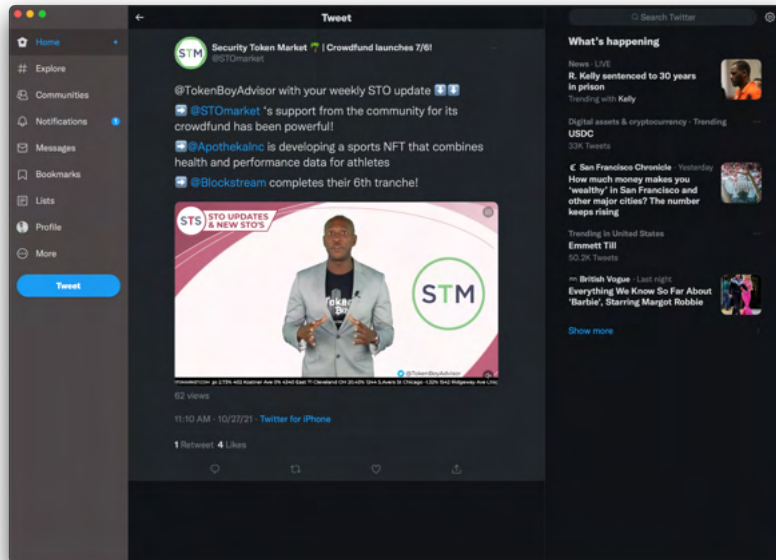 Tweet
Search Twitter
Home
Explore
Communities
Notifications
Messages
Bookmarks
Lists
Profile
More
Tweet
Security Token Market 🌴 | Crowdfund launches 7/6!
@STOmarket
STM
@TokenBoyAdvisor with your weekly STO update ⬇️⬇️
➡️ @STOmarket 's support from the community for its
crowdfund has been powerful!
➡️@ApothekaInc is developing a sports NFT that combines
health and performance data for athletes
➡️ @Blockstream completes their 6th tranche!
STS
STO UPDATES
& NEW STO'S
Token
STM
@TokenBoyAdvisor
62 views
11:10 AM · 10/27/21 · Twitter for iPhone
1 Retweet 4 Likes
What's happening
News · LIVE
R. Kelly sentenced to 30 years
in prison
Trending with Kelly
Digital assets & cryptocurrency · Trending
USDC
33K Tweets
San Francisco Chronicle · Yesterday
How much money makes you
'wealthy' in San Francisco and
other major cities? The number
keeps rising
Trending in United States
Emmett Till
50.2K Tweets
British Vogue · Last night
Everything We Know So Far About
'Barbie', Starring Margot Robbie
Show more